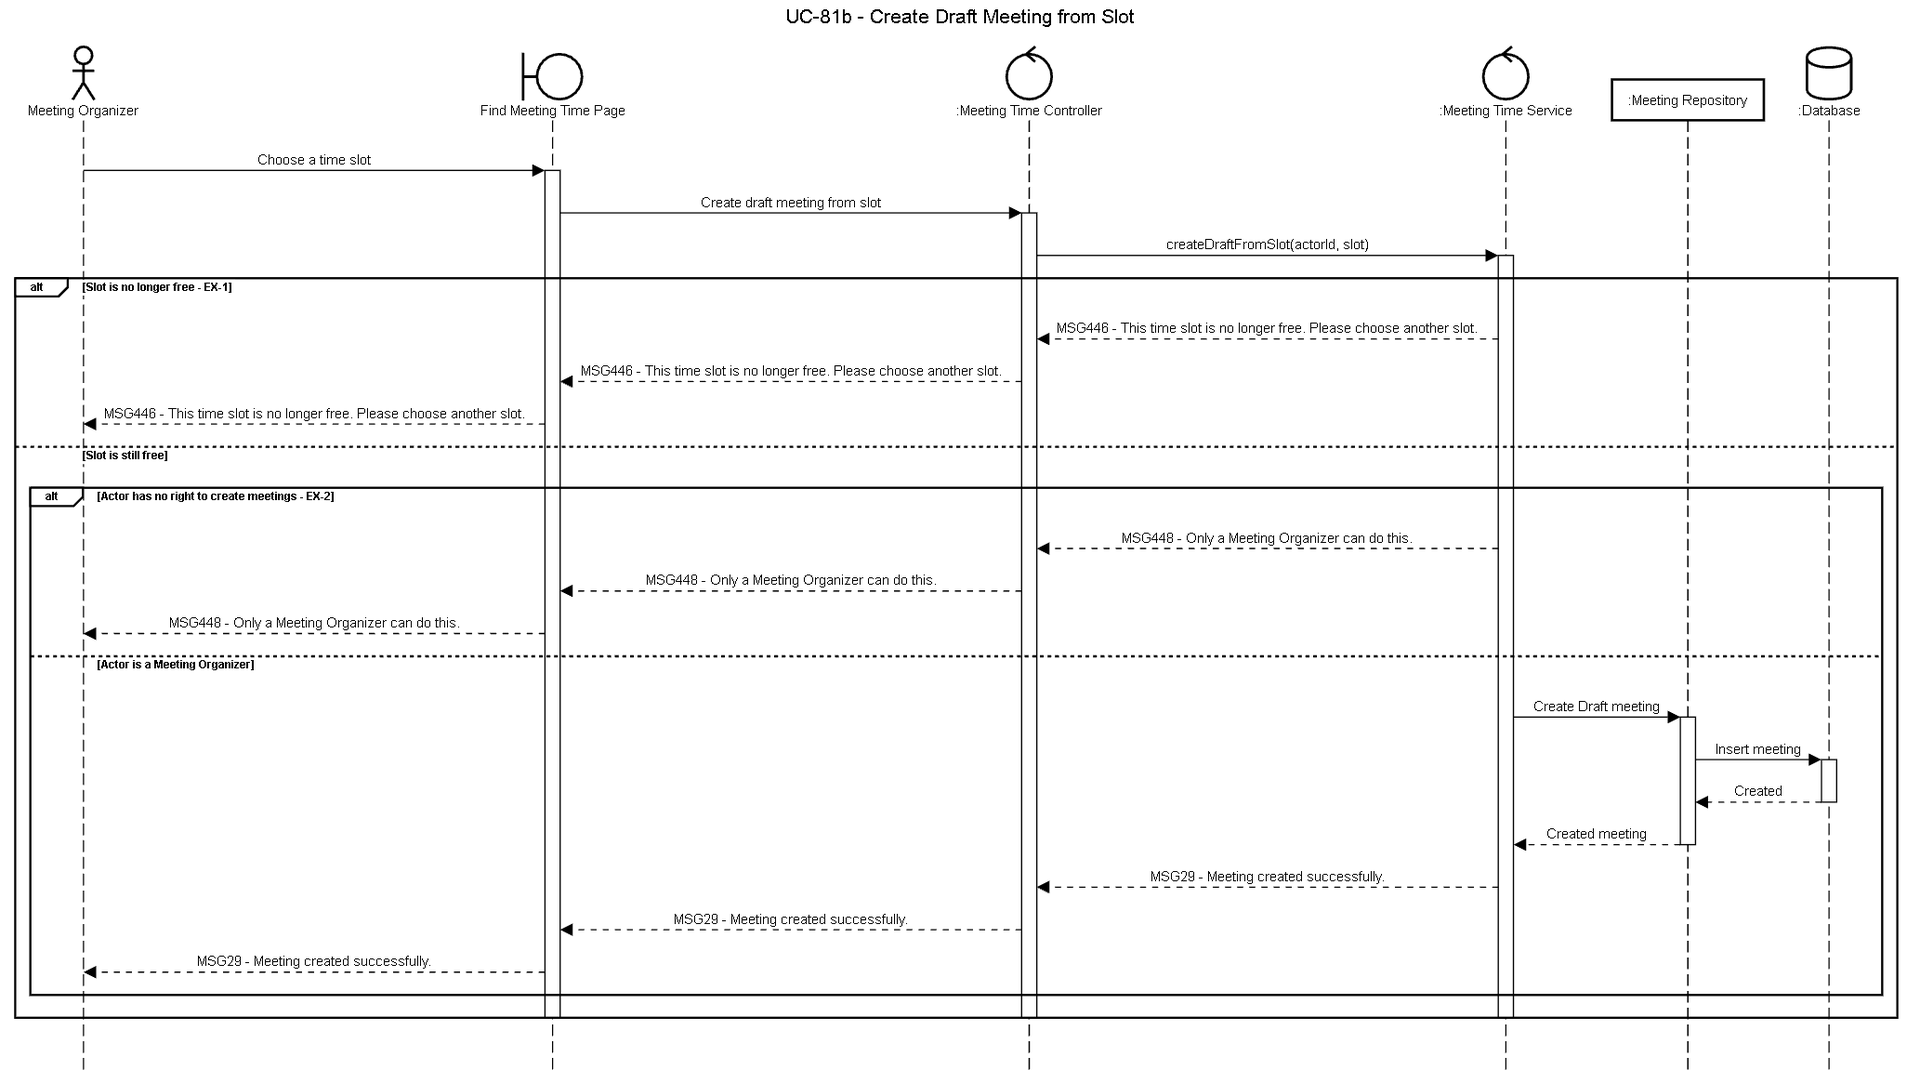 UC-81b - Create Draft Meeting from Slot
Meeting Organizer
Find Meeting Time Page
:Meeting Time Controller
:Meeting Time Service
:Meeting Repository
:Database
Choose a time slot
Create draft meeting from slot
createDraftFromSlot(actorId, slot)
alt
[Slot is no longer free - EX-1]
MSG446 - This time slot is no longer free. Please choose another slot.
MSG446 - This time slot is no longer free. Please choose another slot.
MSG446 - This time slot is no longer free. Please choose another slot.
[Slot is still free]
alt
[Actor has no right to create meetings - EX-2]
MSG448 - Only a Meeting Organizer can do this.
MSG448 - Only a Meeting Organizer can do this.
MSG448 - Only a Meeting Organizer can do this.
[Actor is a Meeting Organizer]
Create Draft meeting
Insert meeting
Created
Created meeting
MSG29 - Meeting created successfully.
MSG29 - Meeting created successfully.
MSG29 - Meeting created successfully.